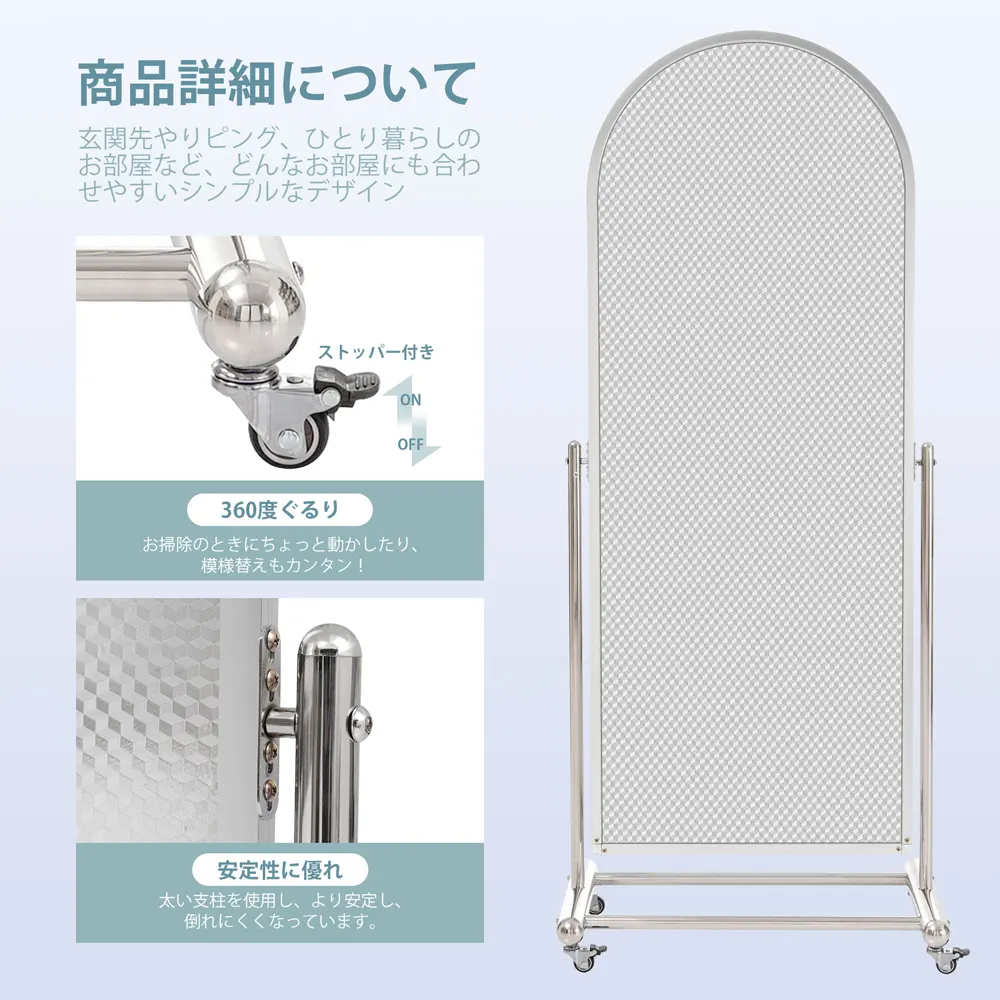 商品詳細について
玄関先やリビング、ひとり暮らしの
お部屋など、どんなお部屋にも合わ
せやすいシンプルなデザイン
ストッパー付き
ON
OFF
360度ぐるり
お掃除のときにちょっと動かしたり、
模様替えもカンタン！
安定性に優れ
太い支柱を使用し、より安定し、
倒れにくくなっています。